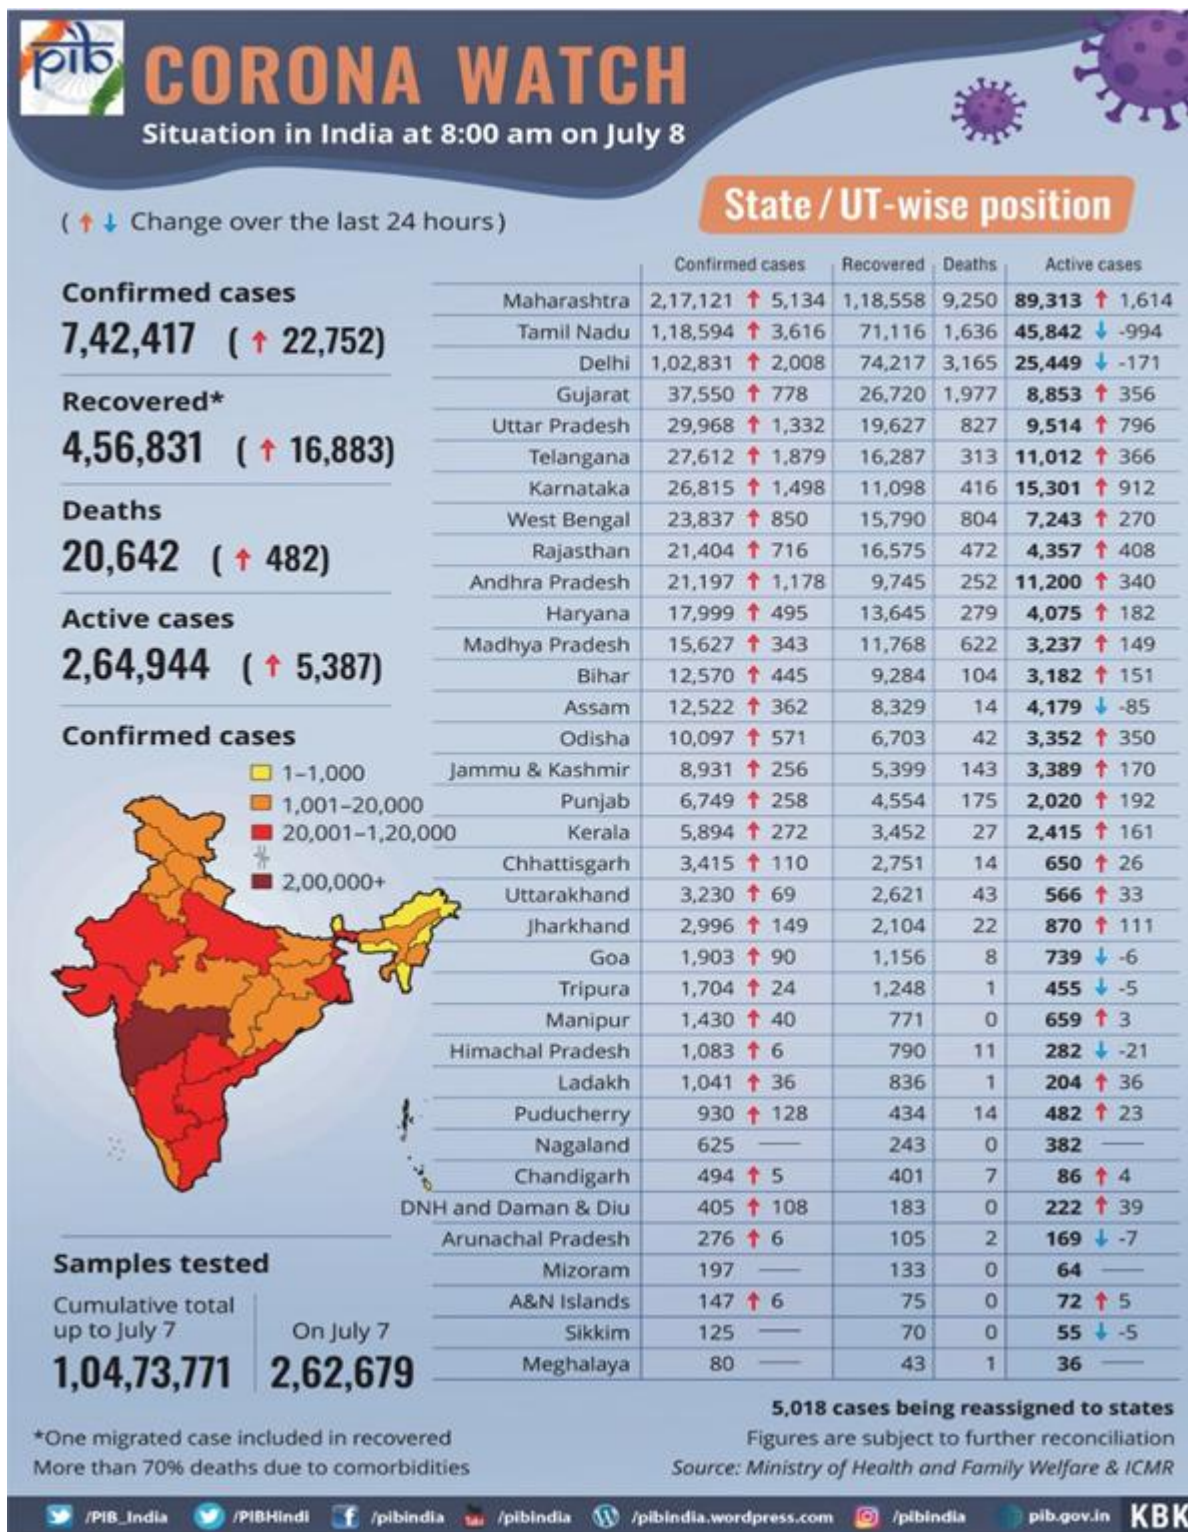 pib
CORONA WATCH
Situation in India at 8:00 am on July 8
( ↑ ↓ Change over the last 24 hours)
Confirmed cases
7,42,417 ( ↑ 22,752)
Recovered*
4,56,831 ( ↑ 16,883)
Deaths
20,642 ( ↑ 482)
Active cases
2,64,944 ( ↑ 5,387)
Confirmed cases
1–1,000
1,001–20,000
20,001–1,20,000
2,00,000+
Samples tested
Cumulative total
up to July 7
1,04,73,771
On July 7
2,62,679
*One migrated case included in recovered
More than 70% deaths due to comorbidities
State / UT-wise position
Confirmed cases Recovered Deaths Active cases
Maharashtra 2,17,121 ↑ 5,134 1,18,558 9,250 89,313 ↑ 1,614
Tamil Nadu 1,18,594 ↑ 3,616 71,116 1,636 45,842 ↓ -994
Delhi 1,02,831 ↑ 2,008 74,217 3,165 25,449 ↓ -171
Gujarat 37,550 ↑ 778 26,720 1,977 8,853 ↑ 356
Uttar Pradesh 29,968 ↑ 1,332 19,627 827 9,514 ↑ 796
Telangana 27,612 ↑ 1,879 16,287 313 11,012 ↑ 366
Karnataka 26,815 ↑ 1,498 11,098 416 15,301 ↑ 912
West Bengal 23,837 ↑ 850 15,790 804 7,243 ↑ 270
Rajasthan 21,404 ↑ 716 16,575 472 4,357 ↑ 408
Andhra Pradesh 21,197 ↑ 1,178 9,745 252 11,200 ↑ 340
Haryana 17,999 ↑ 495 13,645 279 4,075 ↑ 182
Madhya Pradesh 15,627 ↑ 343 11,768 622 3,237 ↑ 149
Bihar 12,570 ↑ 445 9,284 104 3,182 ↑ 151
Assam 12,522 ↑ 362 8,329 14 4,179 ↓ -85
Odisha 10,097 ↑ 571 6,703 42 3,352 ↑ 350
Jammu & Kashmir 8,931 ↑ 256 5,399 143 3,389 ↑ 170
Punjab 6,749 ↑ 258 4,554 175 2,020 ↑ 192
Kerala 5,894 ↑ 272 3,452 27 2,415 ↑ 161
Chhattisgarh 3,415 ↑ 110 2,751 14 650 ↑ 26
Uttarakhand 3,230 ↑ 69 2,621 43 566 ↑ 33
Jharkhand 2,996 ↑ 149 2,104 22 870 ↑ 111
Goa 1,903 ↑ 90 1,156 8 739 ↓ -6
Tripura 1,704 ↑ 24 1,248 1 455 ↓ -5
Manipur 1,430 ↑ 40 771 0 659 ↑ 3
Himachal Pradesh 1,083 ↑ 6 790 11 282 ↓ -21
Ladakh 1,041 ↑ 36 836 1 204 ↑ 36
Puducherry 930 ↑ 128 434 14 482 ↑ 23
Nagaland 625 — 243 0 382 —
Chandigarh 494 ↑ 5 401 7 86 ↑ 4
DNH and Daman & Diu 405 ↑ 108 183 0 222 ↑ 39
Arunachal Pradesh 276 ↑ 6 105 2 169 ↓ -7
Mizoram 197 — 133 0 64 —
A&N Islands 147 ↑ 6 75 0 72 ↑ 5
Sikkim 125 — 70 0 55 ↓ -5
Meghalaya 80 — 43 1 36 —
5,018 cases being reassigned to states
Figures are subject to further reconciliation
Source: Ministry of Health and Family Welfare & ICMR
/PIB_India /PIBHindi /pibindia /pibindia /pibindia.wordpress.com /pibindia pib.gov.in KBK